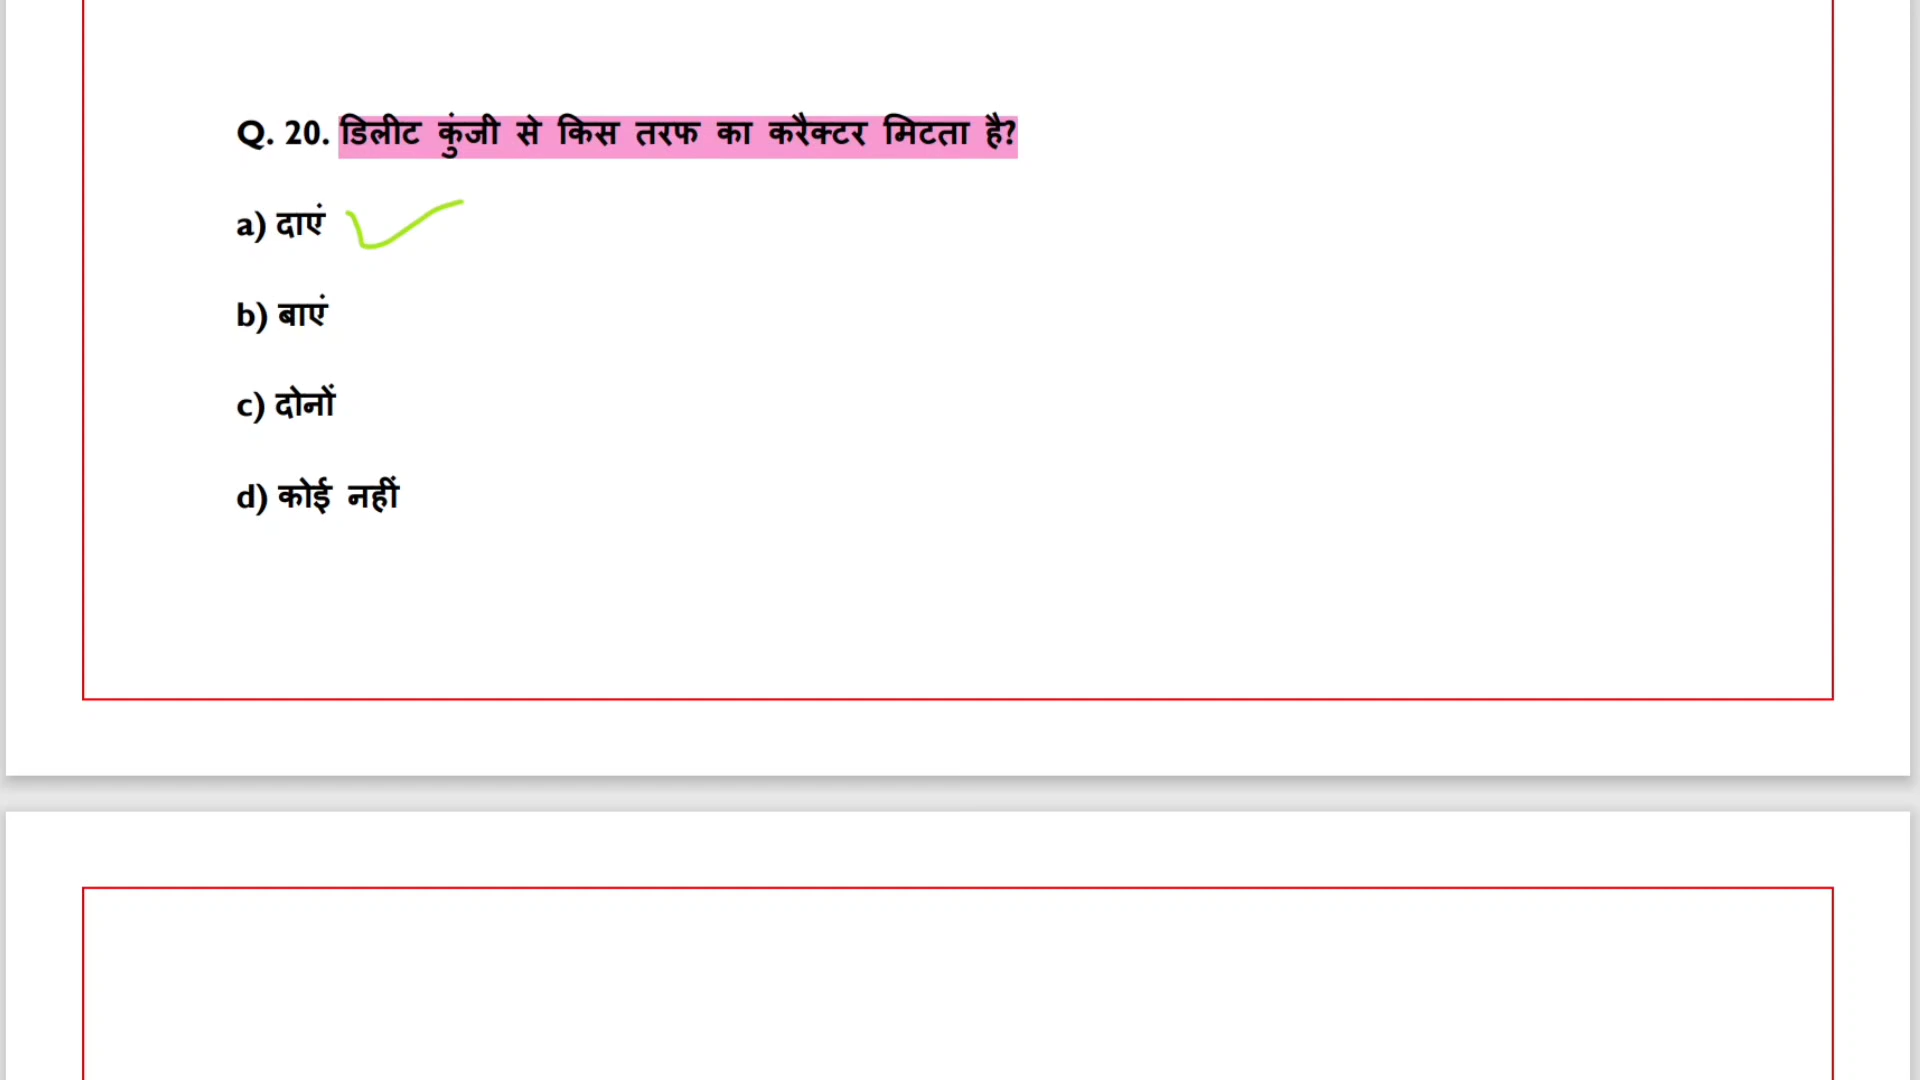 Q. 20. डिलीट कुंजी से किस तरफ का करैक्टर मिटता है?
a) दाएं
b) बाएं
c) दोनों
d) कोई नहीं